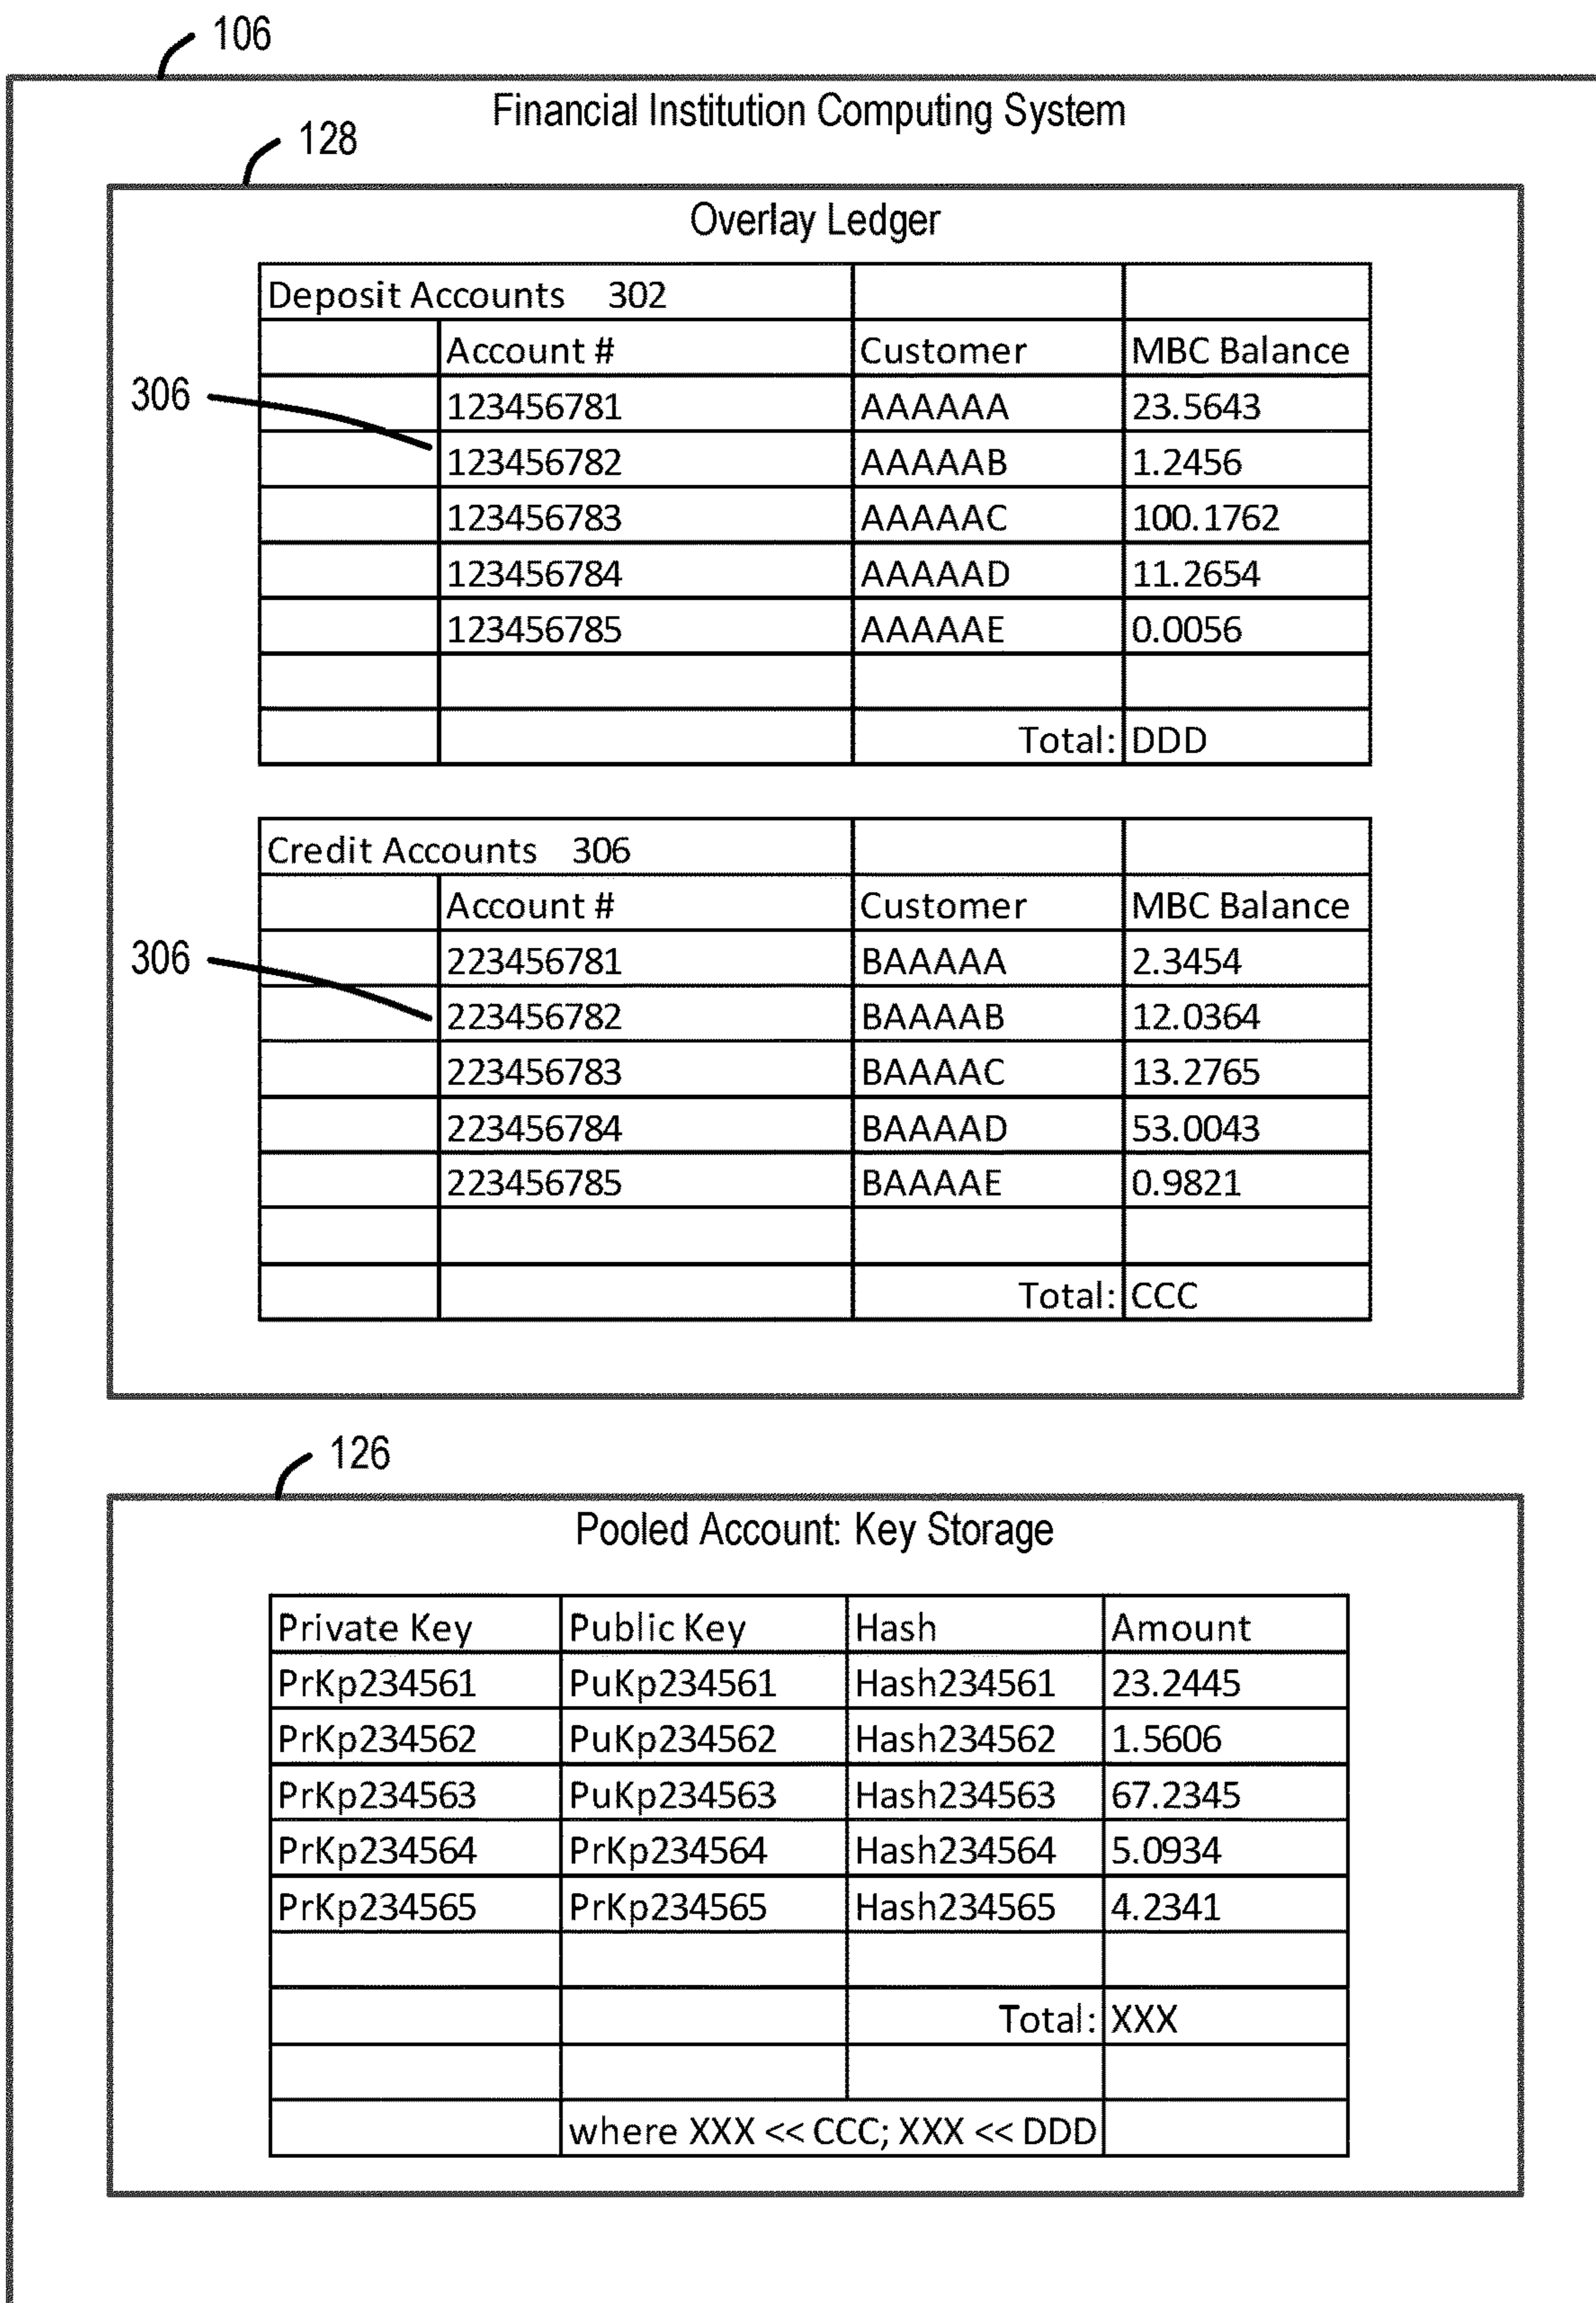 106
Financial Institution Computing System
128
Overlay Ledger
Deposit Accounts 302
Account # Customer MBC Balance
306
123456781 AAAAAA 23.5643
123456782 AAAAAB 1.2456
123456783 AAAAAC 100.1762
123456784 AAAAAD 11.2654
123456785 AAAAAE 0.0056
Total: DDD
Credit Accounts 306
Account # Customer MBC Balance
306
223456781 BAAAAA 2.3454
223456782 BAAAAB 12.0364
223456783 BAAAAC 13.2765
223456784 BAAAAD 53.0043
223456785 BAAAAE 0.9821
Total: CCC
126
Pooled Account: Key Storage
Private Key Public Key Hash Amount
PrKp234561 PuKp234561 Hash234561 23.2445
PrKp234562 PuKp234562 Hash234562 1.5606
PrKp234563 PuKp234563 Hash234563 67.2345
PrKp234564 PrKp234564 Hash234564 5.0934
PrKp234565 PrKp234565 Hash234565 4.2341
Total: XXX
where XXX << CCC; XXX << DDD